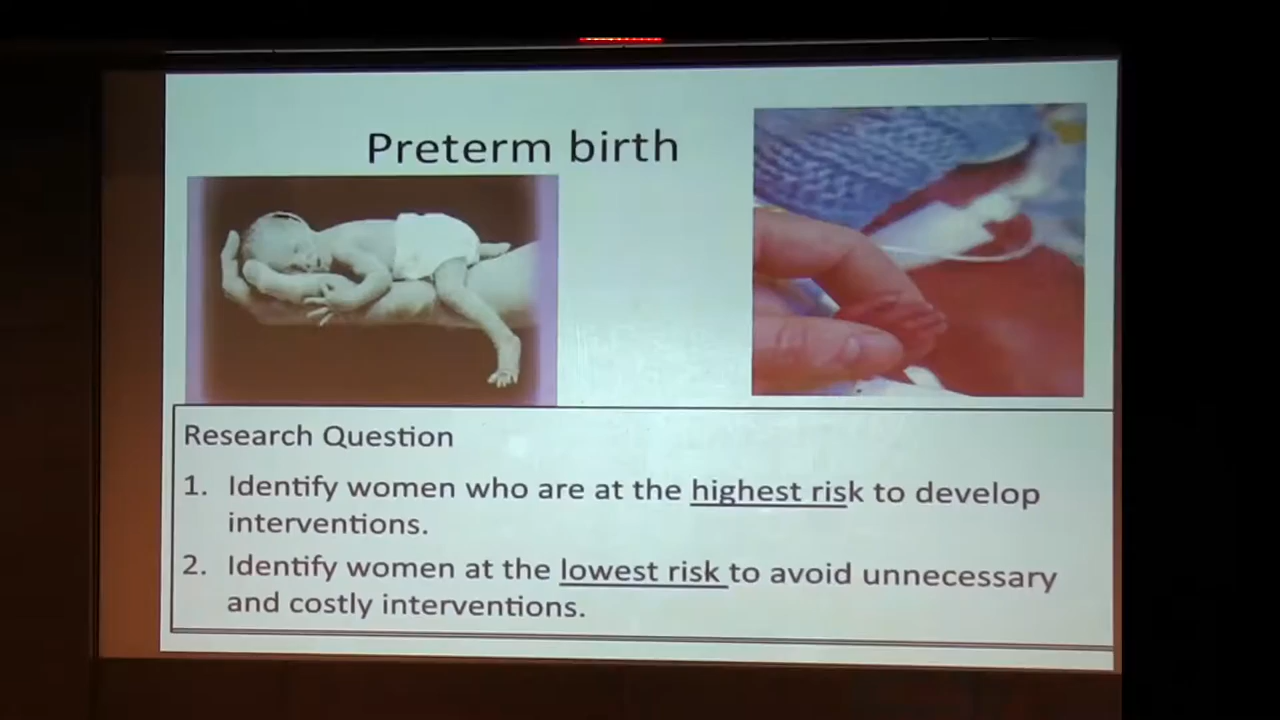 Preterm birth
Research Question
1. Identify women who are at the highest risk to develop
interventions.
2. Identify women at the lowest risk to avoid unnecessary
and costly interventions.